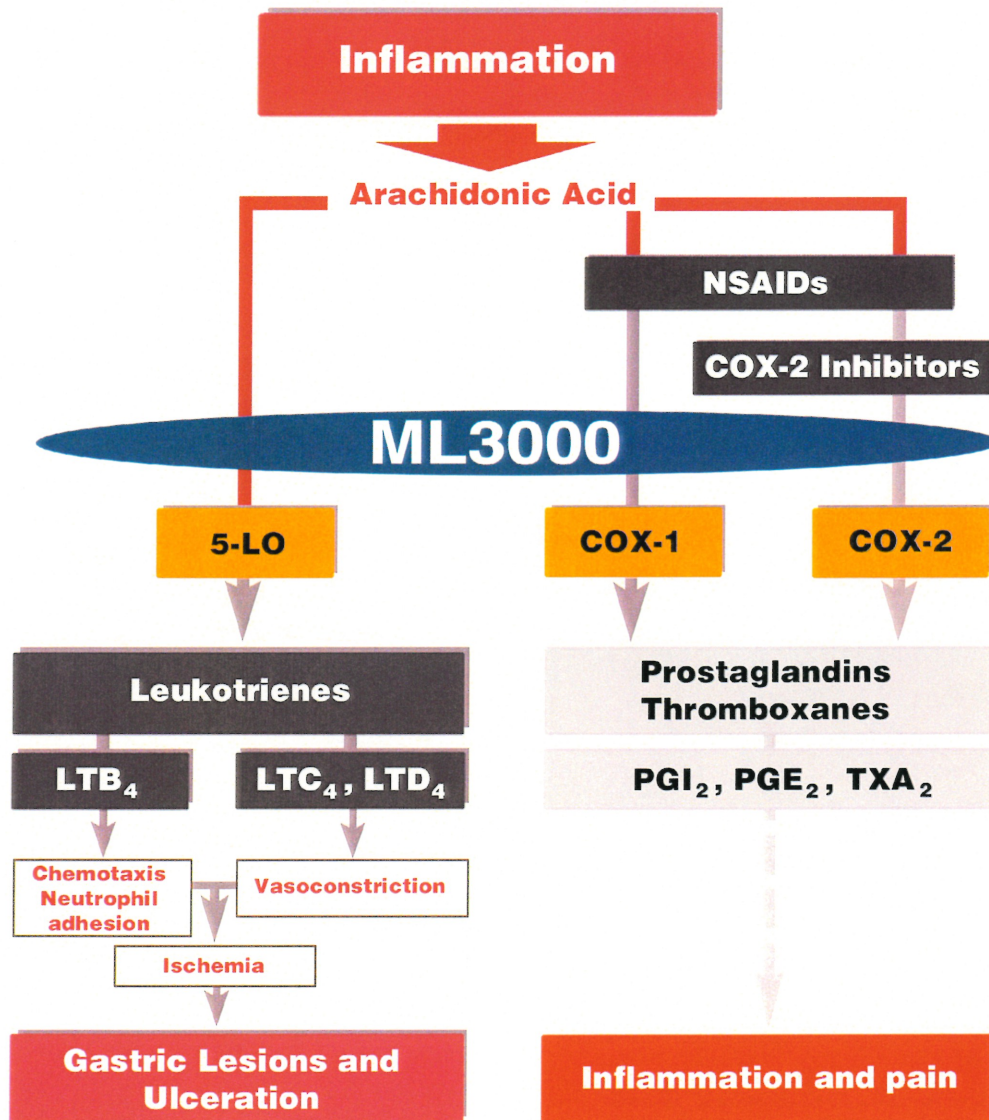 Inflammation
Arachidonic Acid
NSAIDs
COX-2 Inhibitors
ML3000
5-LO
COX-1
COX-2
Leukotrienes
Prostaglandins
Thromboxanes
LTB₄
LTC₄, LTD₄
PGI₂, PGE₂, TXA₂
Chemotaxis
Neutrophil
adhesion
Vasoconstriction
Ischemia
Gastric Lesions and
Ulceration
Inflammation and pain